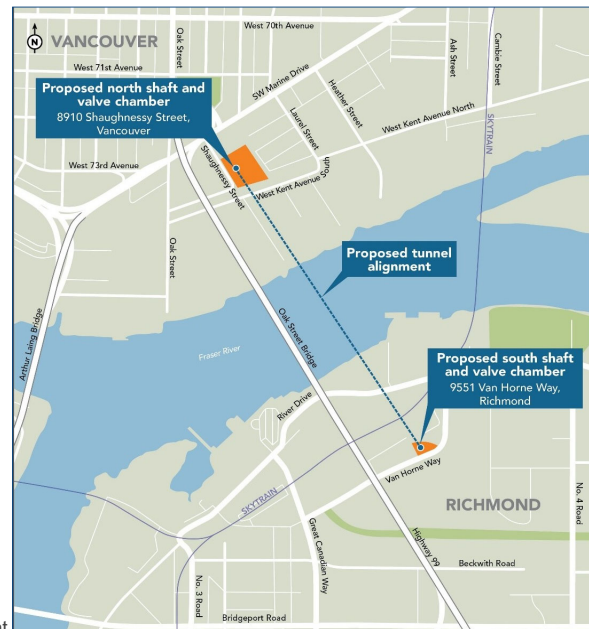 West 70th Avenue
N
VANCOUVER
Oak Street
Ash Street
Cambie Street
West 71st Avenue
SW Marine Drive
Proposed north shaft and
valve chamber
8910 Shaughnessy Street,
Vancouver
Heather Street
Laurel Street
West Kent Avenue North
SKYTRAIN
West 73rd Avenue
Shaughnessy Street
West Kent Avenue South
Oak Street
Proposed tunnel
alignment
Arthur Laing Bridge
Fraser River
Oak Street Bridge
Proposed south shaft
and valve chamber
9551 Van Horne Way,
Richmond
River Drive
Van Horne Way
SKYTRAIN
RICHMOND
No. 4 Road
Great Canadian Way
Highway 99
Beckwith Road
No. 3 Road
Bridgeport Road